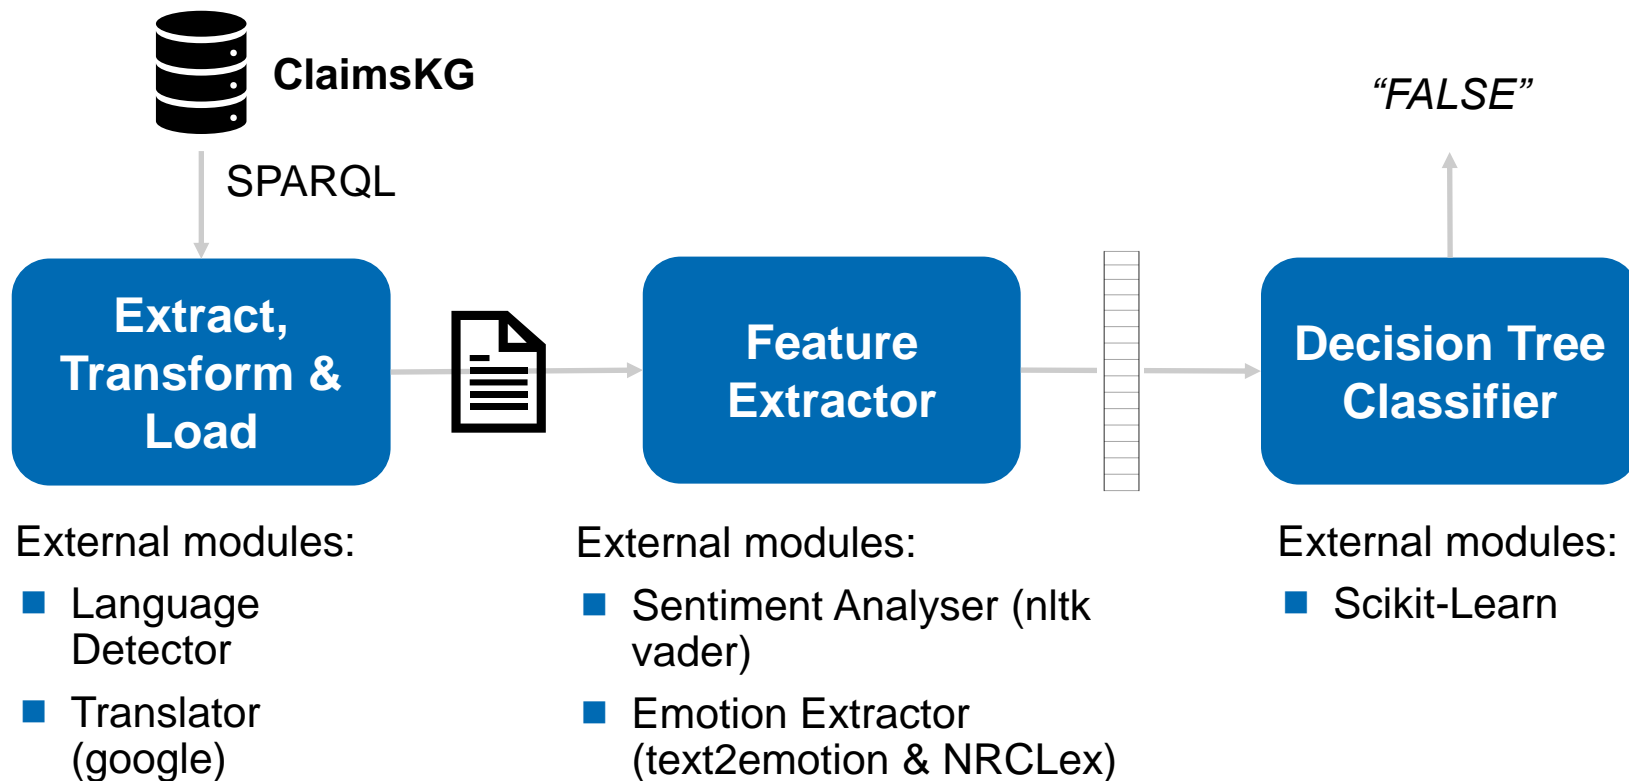 ClaimsKG
“FALSE”
SPARQL
Extract,
Transform &
Load
Feature
Extractor
Decision Tree
Classifier
External modules:
Language
Detector
Translator
(google)
External modules:
Sentiment Analyser (nltk
vader)
Emotion Extractor
(text2emotion & NRCLex)
External modules:
Scikit-Learn